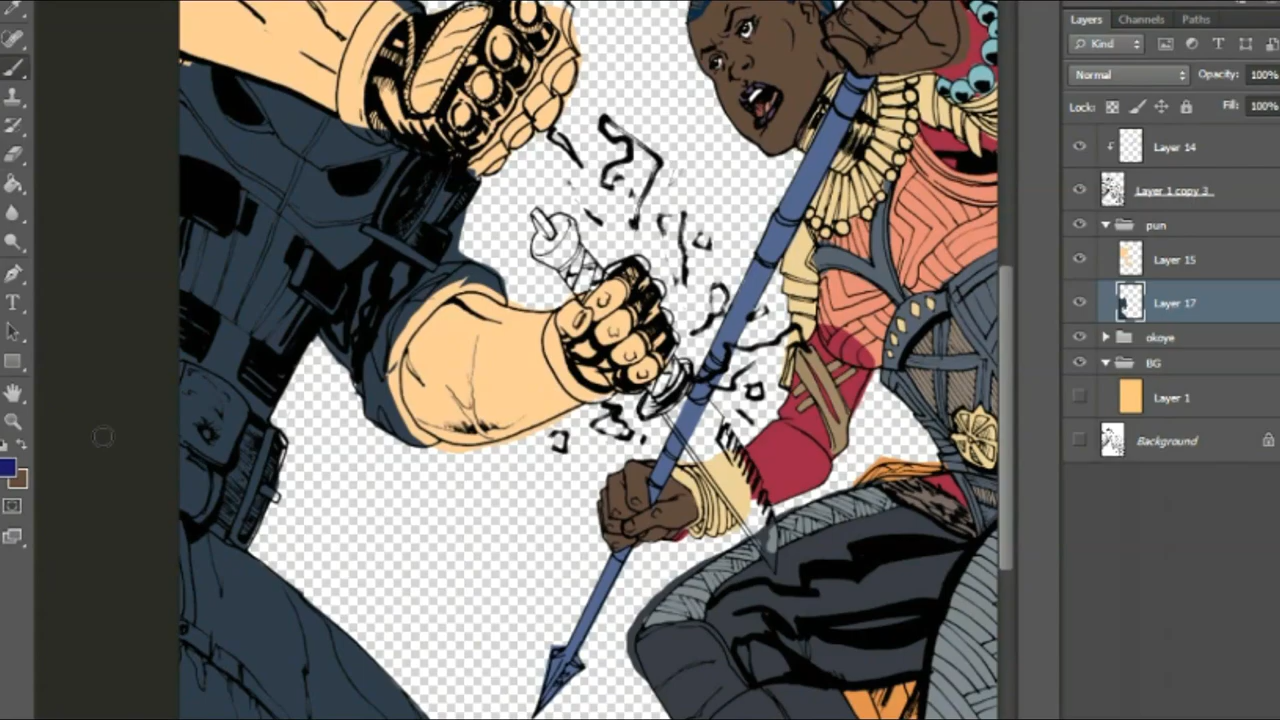 Layers Channels Paths
Kind
Normal Opacity: 100%
Lock: Fill: 100%
Layer 14
Layer 1 copy 3
pun
Layer 15
Layer 17
okoye
BG
Layer 1
Background